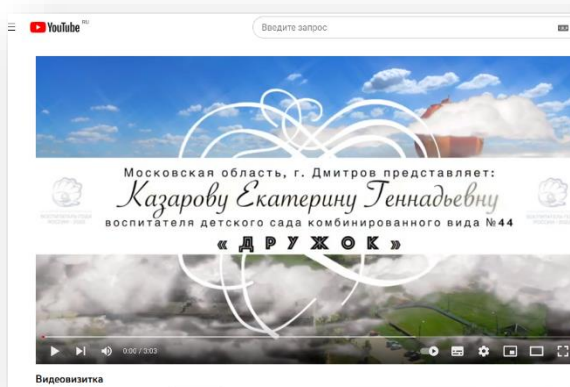 YouTube RU
Введите запрос
Московская область, г. Дмитров представляет:
Казарову Екатерину Геннадьевну
воспитателя детского сада комбинированного вида №44
« ДРУЖОК »
0:00 / 3:03
Видеовизитка